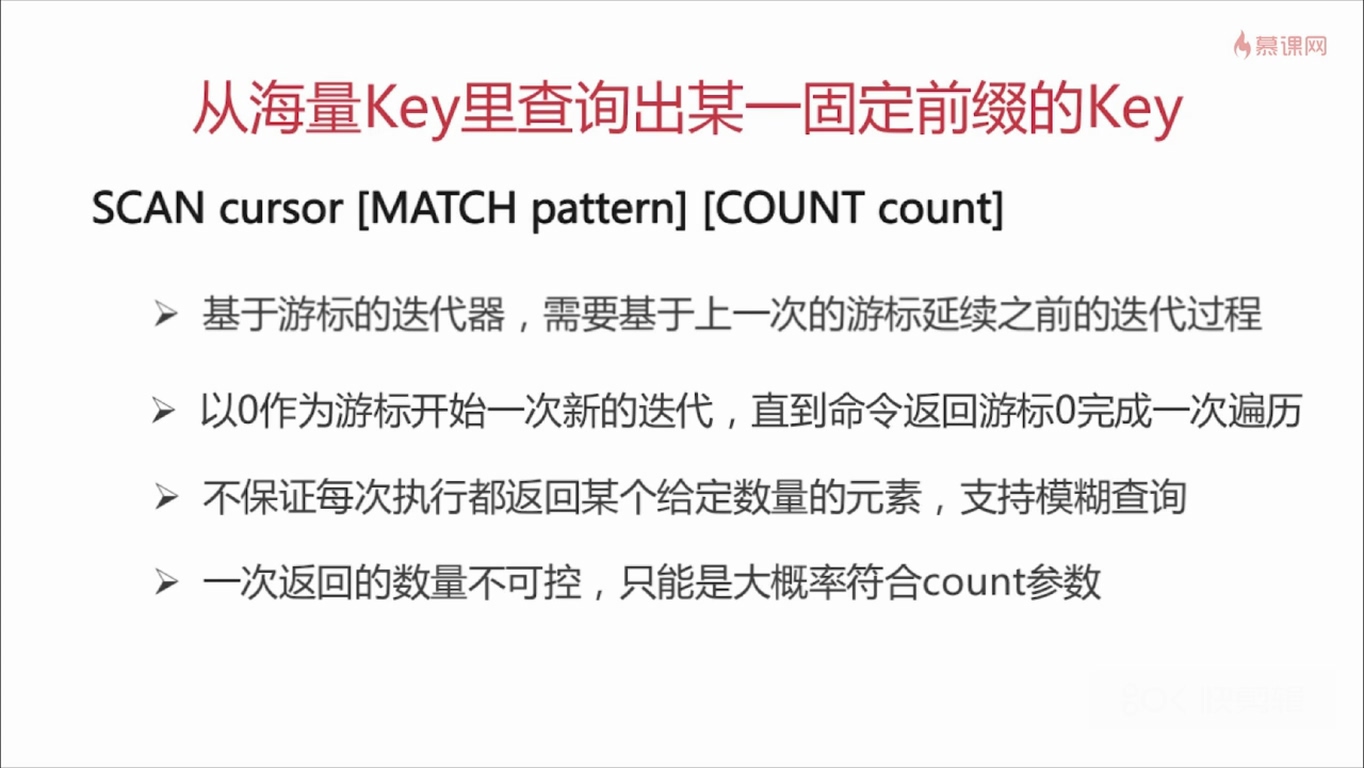 慕课网
从海量Key里查询出某一固定前缀的Key
SCAN cursor [MATCH pattern] [COUNT count]
基于游标的迭代器，需要基于上一次的游标延续之前的迭代过程
以0作为游标开始一次新的迭代，直到命令返回游标0完成一次遍历
不保证每次执行都返回某个给定数量的元素，支持模糊查询
一次返回的数量不可控，只能是大概率符合count参数